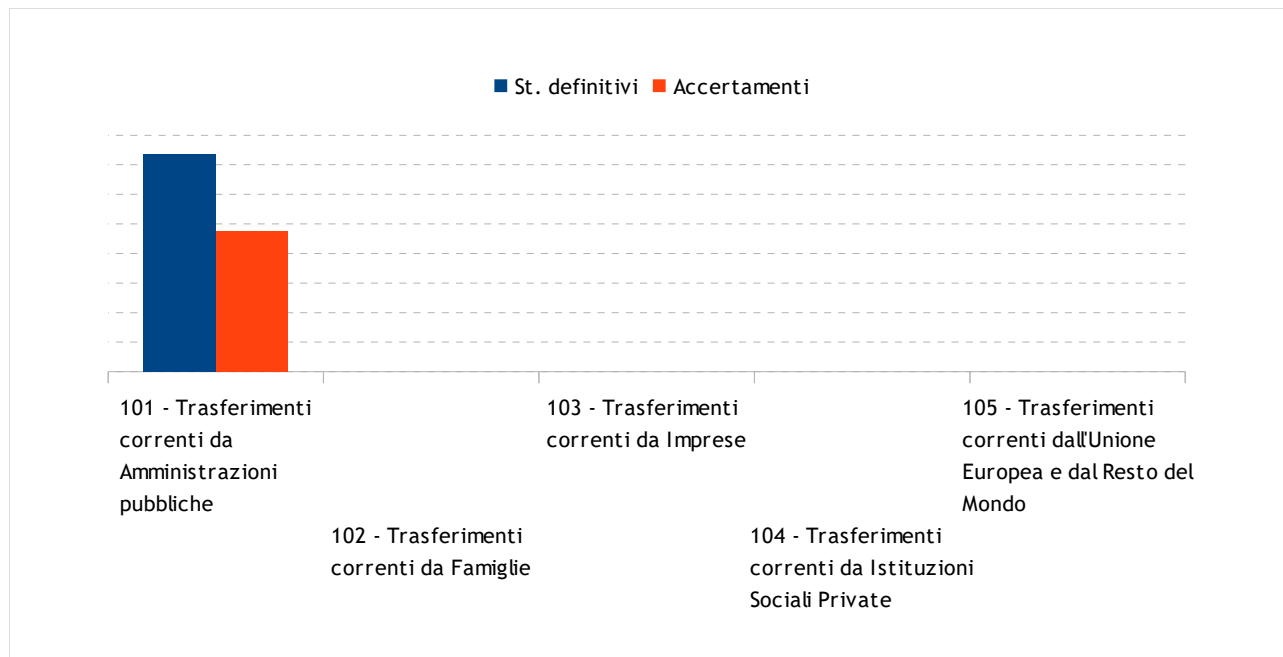 St. definitivi Accertamenti
101 - Trasferimenti
correnti da
Amministrazioni
pubbliche
102 - Trasferimenti
correnti da Famiglie
103 - Trasferimenti
correnti da Imprese
104 - Trasferimenti
correnti da Istituzioni
Sociali Private
105 - Trasferimenti
correnti dall'Unione
Europea e dal Resto del
Mondo